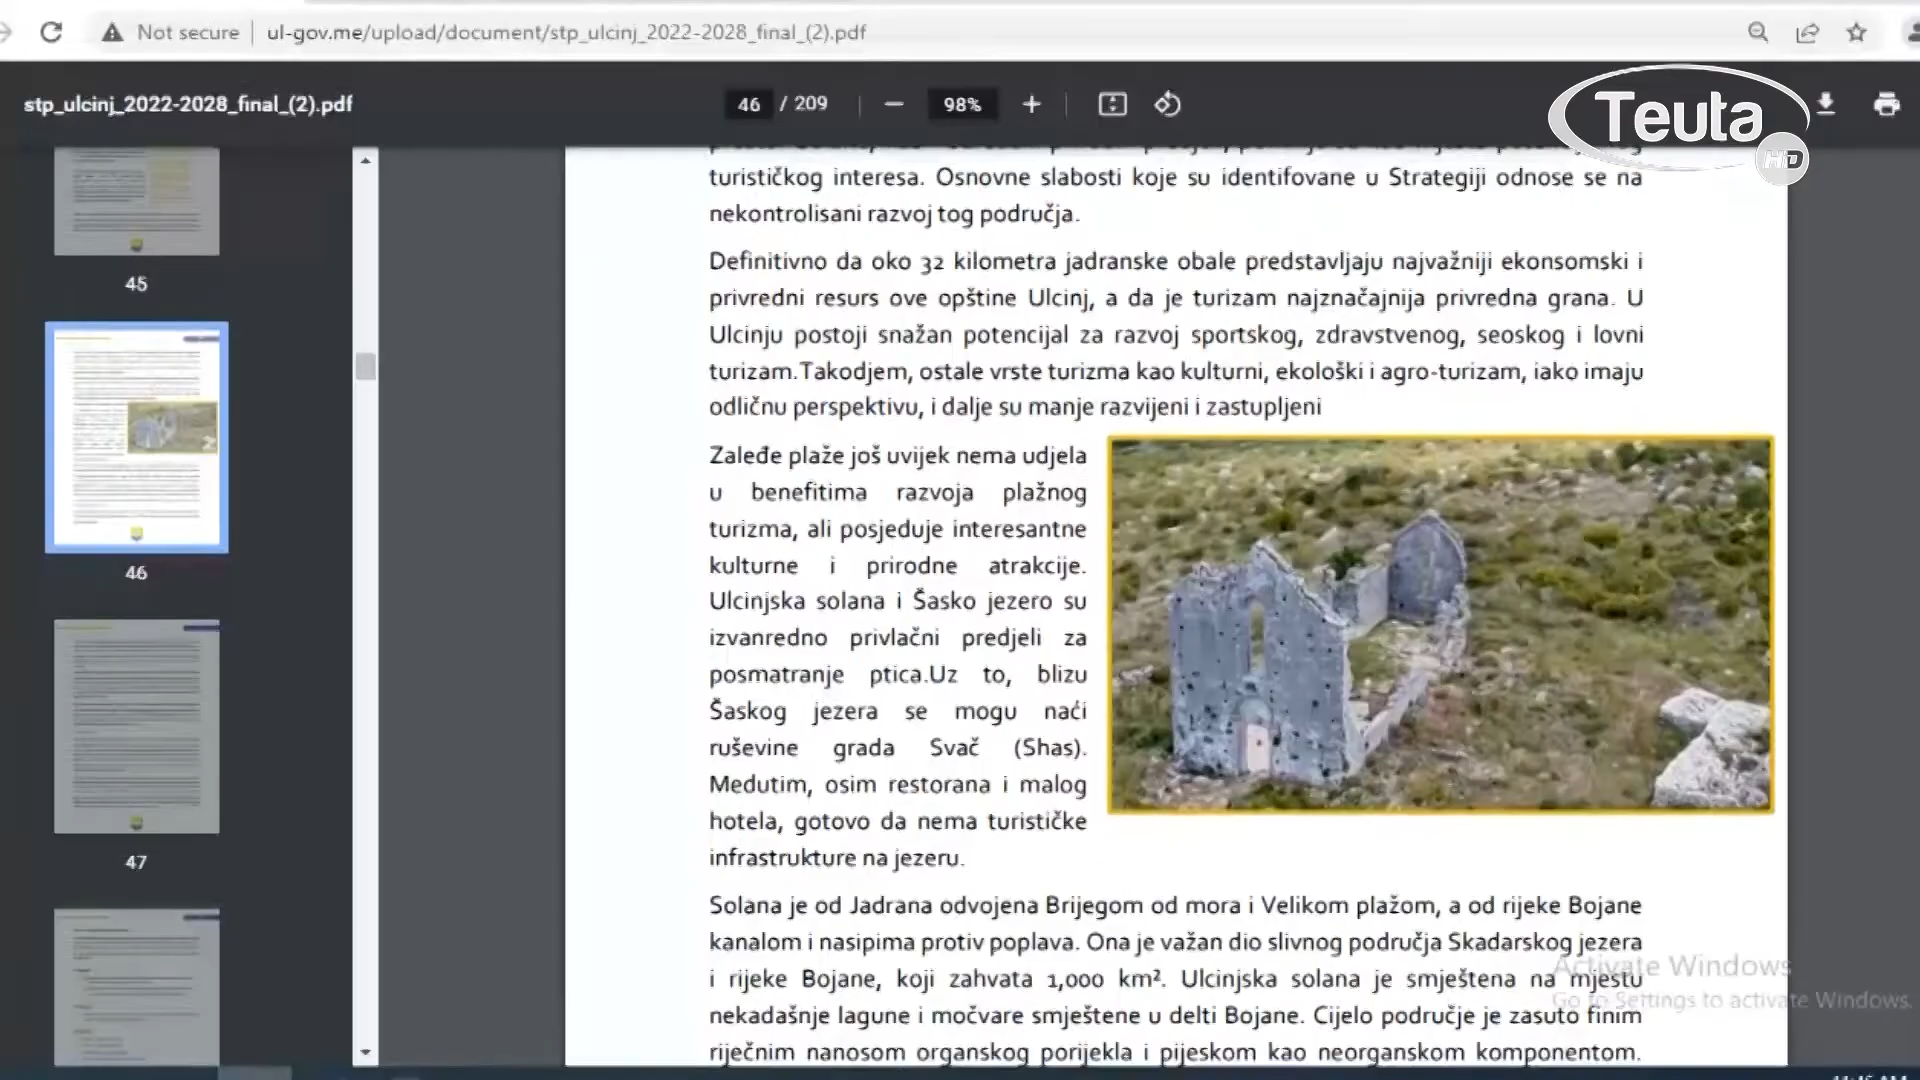 Not secure
ul-gov.me/upload/document/stp_ulcinj_2022-2028_final_(2).pdf
stp_ulcinj_2022-2028_final_(2).pdf
46 / 209
98%
Teuta
HD
45
46
47
turističkog interesa. Osnovne slabosti koje su identifovane u Strategiji odnose se na
nekontrolisani razvoj tog područja.
Definitivno da oko 32 kilometra jadranske obale predstavljaju najvažniji ekonsomski i
privredni resurs ove opštine Ulcinj, a da je turizam najznačajnija privredna grana. U
Ulcinju postoji snažan potencijal za razvoj sportskog, zdravstvenog, seoskog i lovni
turizam.Takodjem, ostale vrste turizma kao kulturni, ekološki i agro-turizam, iako imaju
odličnu perspektivu, i dalje su manje razvijeni i zastupljeni
Zaleđe plaže još uvijek nema udjela
u benefitima razvoja plažnog
turizma, ali posjeduje interesantne
kulturne i prirodne atrakcije.
Ulcinjska solana i Šasko jezero su
izvanredno privlačni predjeli za
posmatranje ptica.Uz to, blizu
Šaskog jezera se mogu naći
ruševine grada Svač (Shas).
Međutim, osim restorana i malog
hotela, gotovo da nema turističke
infrastrukture na jezeru.
Solana je od Jadrana odvojena Brijegom od mora i Velikom plažom, a od rijeke Bojane
kanalom i nasipima protiv poplava. Ona je važan dio slivnog područja Skadarskog jezera
i rijeke Bojane, koji zahvata 1,000 km². Ulcinjska solana je smještena na mjestu
nekadašnje lagune i močvare smještene u delti Bojane. Cijelo područje je zasuto finim
riječnim nanosom organskog porijekla i pijeskom kao neorganskom komponentom.
Activate Windows
Go to Settings to activate Windows.